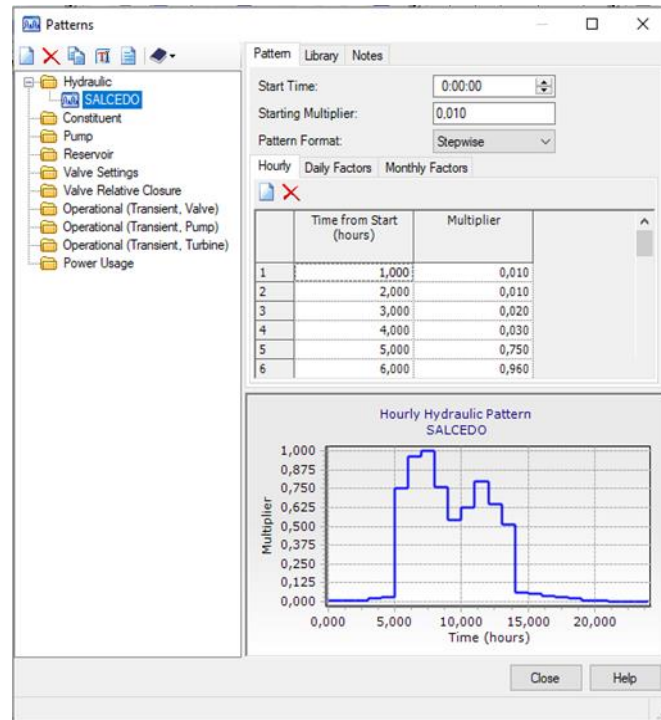 Patterns
Hydraulic
SALCEDO
Constituent
Pump
Reservoir
Valve Settings
Valve Relative Closure
Operational (Transient, Valve)
Operational (Transient, Pump)
Operational (Transient, Turbine)
Power Usage
Pattern Library Notes
Start Time: 0:00:00
Starting Multiplier: 0,010
Pattern Format: Stepwise
Hourly Daily Factors Monthly Factors
Time from Start (hours) Multiplier
1 1,000 0,010
2 2,000 0,010
3 3,000 0,020
4 4,000 0,030
5 5,000 0,750
6 6,000 0,960
Hourly Hydraulic Pattern
SALCEDO
Multiplier
1,000
0,875
0,750
0,625
0,500
0,375
0,250
0,125
0,000
0,000 5,000 10,000 15,000 20,000
Time (hours)
Close Help